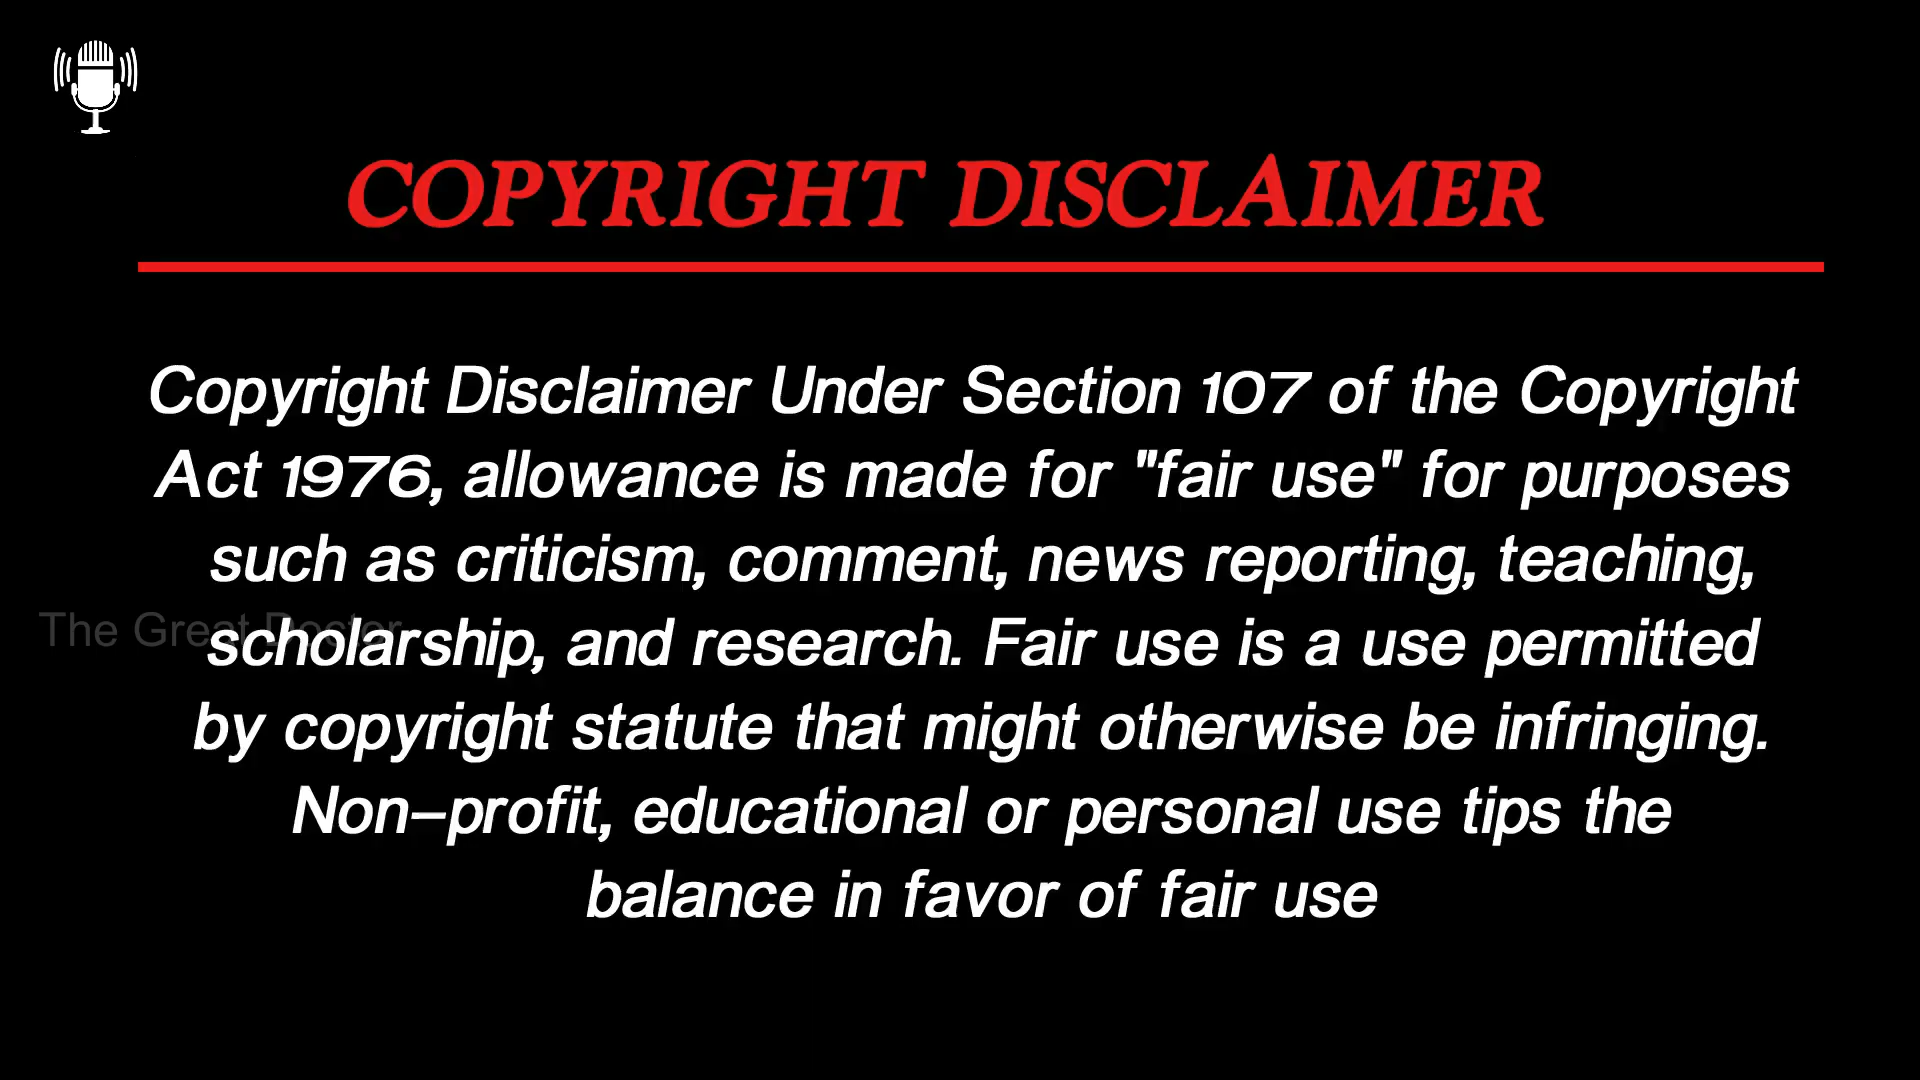 COPYRIGHT DISCLAIMER
Copyright Disclaimer Under Section 107 of the Copyright
Act 1976, allowance is made for "fair use" for purposes
such as criticism, comment, news reporting, teaching,
The Great Doctor
scholarship, and research. Fair use is a use permitted
by copyright statute that might otherwise be infringing.
Non-profit, educational or personal use tips the
balance in favor of fair use